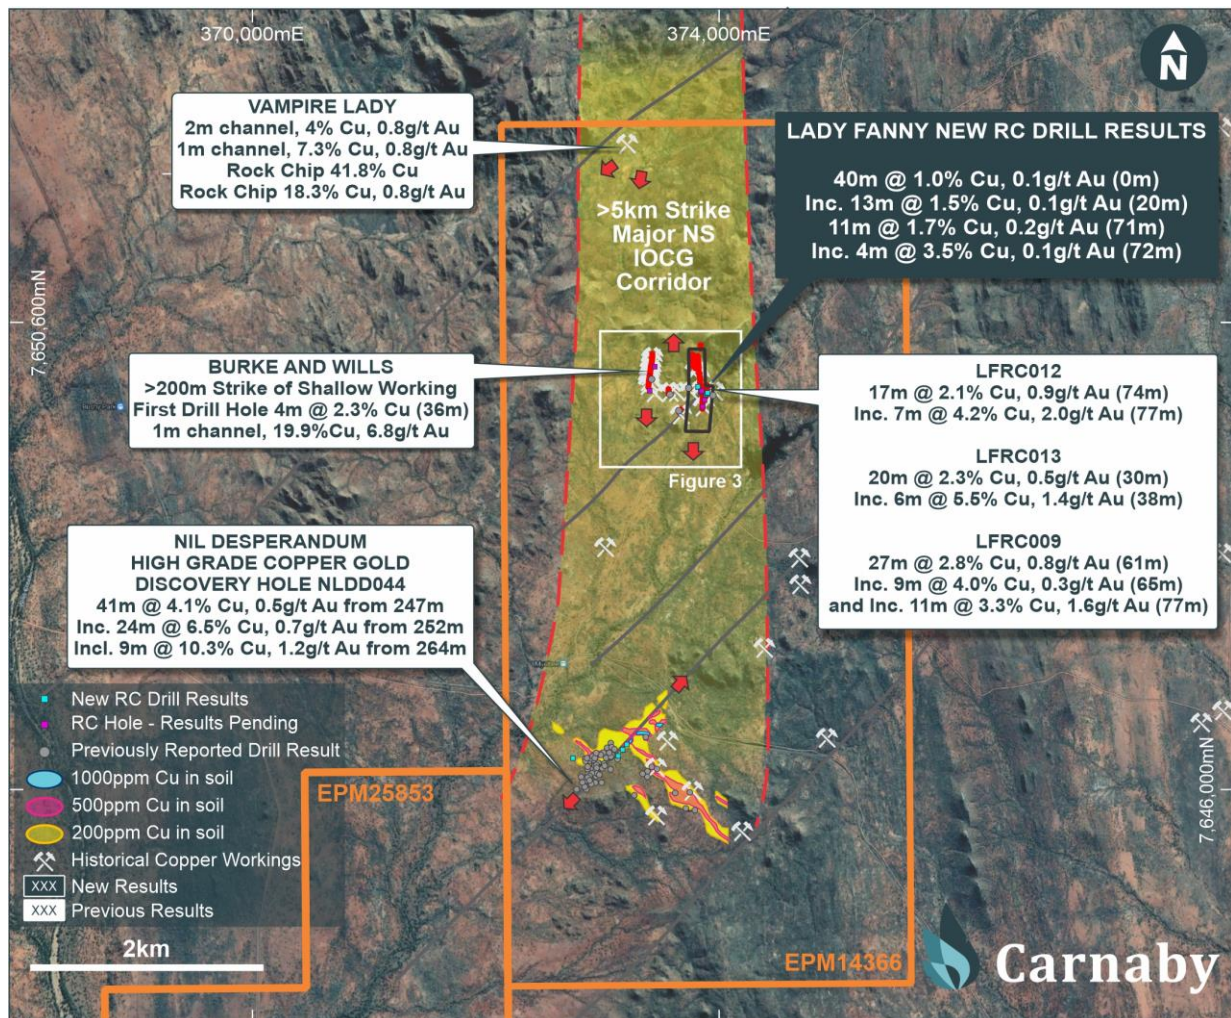 370,000mE
374,000mE
N
VAMPIRE LADY
2m channel, 4% Cu, 0.8g/t Au
1m channel, 7.3% Cu, 0.8g/t Au
Rock Chip 41.8% Cu
Rock Chip 18.3% Cu, 0.8g/t Au
LADY FANNY NEW RC DRILL RESULTS
40m @ 1.0% Cu, 0.1g/t Au (0m)
Inc. 13m @ 1.5% Cu, 0.1g/t Au (20m)
11m @ 1.7% Cu, 0.2g/t Au (71m)
Inc. 4m @ 3.5% Cu, 0.1g/t Au (72m)
>5km Strike
Major NS
IOCG
Corridor
7,650,600mN
BURKE AND WILLS
>200m Strike of Shallow Working
First Drill Hole 4m @ 2.3% Cu (36m)
1m channel, 19.9%Cu, 6.8g/t Au
Figure 3
LFRC012
17m @ 2.1% Cu, 0.9g/t Au (74m)
Inc. 7m @ 4.2% Cu, 2.0g/t Au (77m)
LFRC013
20m @ 2.3% Cu, 0.5g/t Au (30m)
Inc. 6m @ 5.5% Cu, 1.4g/t Au (38m)
LFRC009
27m @ 2.8% Cu, 0.8g/t Au (61m)
Inc. 9m @ 4.0% Cu, 0.3g/t Au (65m)
and Inc. 11m @ 3.3% Cu, 1.6g/t Au (77m)
NIL DESPERANDUM
HIGH GRADE COPPER GOLD
DISCOVERY HOLE NLDD044
41m @ 4.1% Cu, 0.5g/t Au from 247m
Inc. 24m @ 6.5% Cu, 0.7g/t Au from 252m
Incl. 9m @ 10.3% Cu, 1.2g/t Au from 264m
New RC Drill Results
RC Hole - Results Pending
Previously Reported Drill Result
1000ppm Cu in soil
500ppm Cu in soil
200ppm Cu in soil
Historical Copper Workings
XXX New Results
XXX Previous Results
2km
EPM25853
7,646,000mN
EPM14366
Carnaby